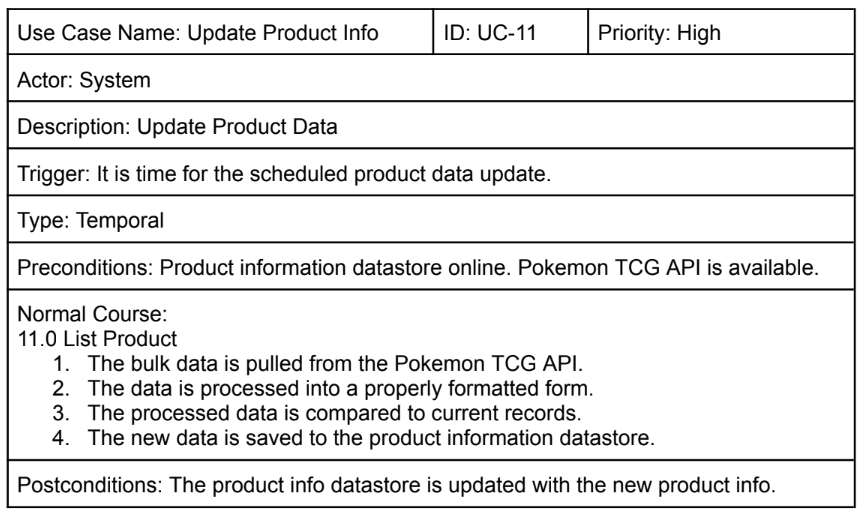 Use Case Name: Update Product Info ID: UC-11 Priority: High
Actor: System
Description: Update Product Data
Trigger: It is time for the scheduled product data update.
Type: Temporal
Preconditions: Product information datastore online. Pokemon TCG API is available.
Normal Course:
11.0 List Product
1. The bulk data is pulled from the Pokemon TCG API.
2. The data is processed into a properly formatted form.
3. The processed data is compared to current records.
4. The new data is saved to the product information datastore.
Postconditions: The product info datastore is updated with the new product info.